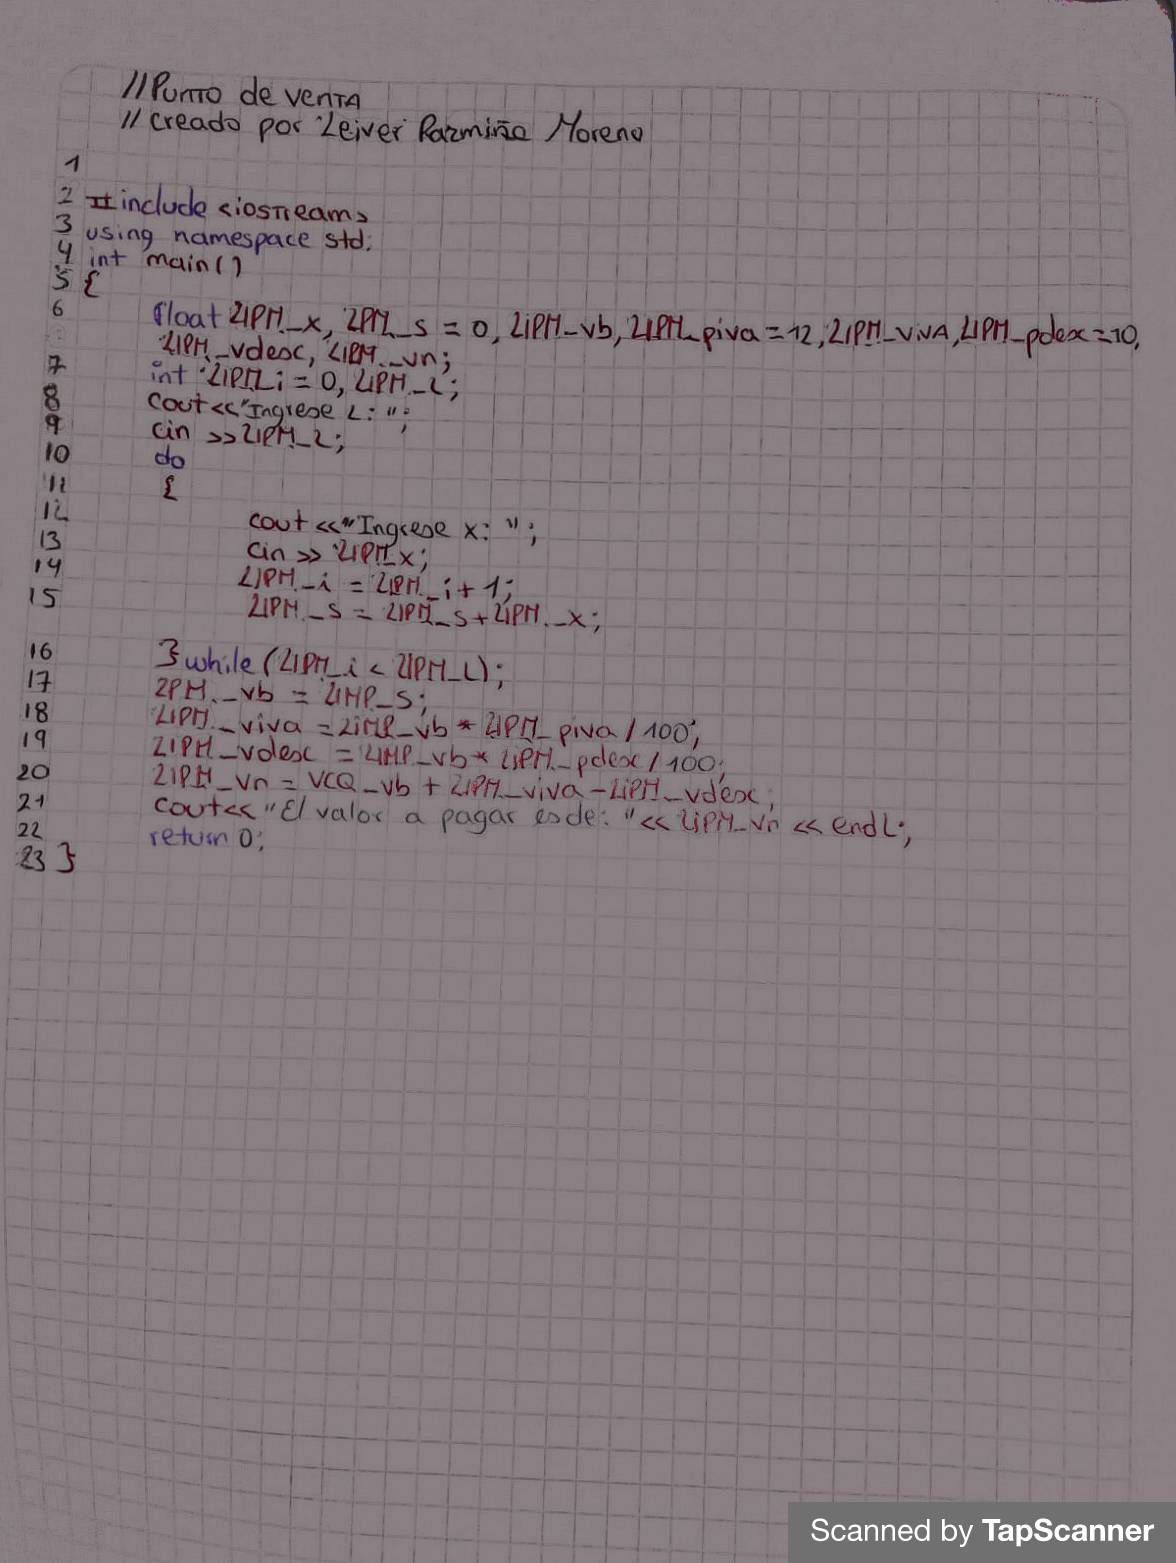 //Punto de venta
//creado por Leiver Pazmiño Moreno
1
2 #include <iostream>
3 using namespace std;
4 int main()
5 {
6 float LIPM_x, LPM_s = 0, LIPM_vb, LIPM_piva = 12, LIPM_viva, LIPM_pdesc = 10,
LIPM_vdesc, LIPM_vn;
7 int LIPM_i = 0, LIPM_L;
8 cout<<"Ingrese L: ";
9 cin >> LIPM_L;
10 do
11 {
12 cout <<"Ingrese x: ";
13 cin >> LIPM_x;
14 LIPM_i = LIPM_i + 1;
15 LIPM_s = LIPM_s + LIPM_x;
16 } while (LIPM_i < LIPM_L);
17 LPM_vb = LIMP_s;
18 LIPM_viva = LIMP_vb * LIPM_piva / 100;
19 LIPM_vdesc = LIMP_vb * LIPM_pdesc / 100;
20 LIPM_vn = VCQ_vb + LIPM_viva - LIPM_vdesc;
21 cout<< "El valor a pagar es de: " << LIPM_vn << endl;
22 return 0;
23 }
Scanned by TapScanner